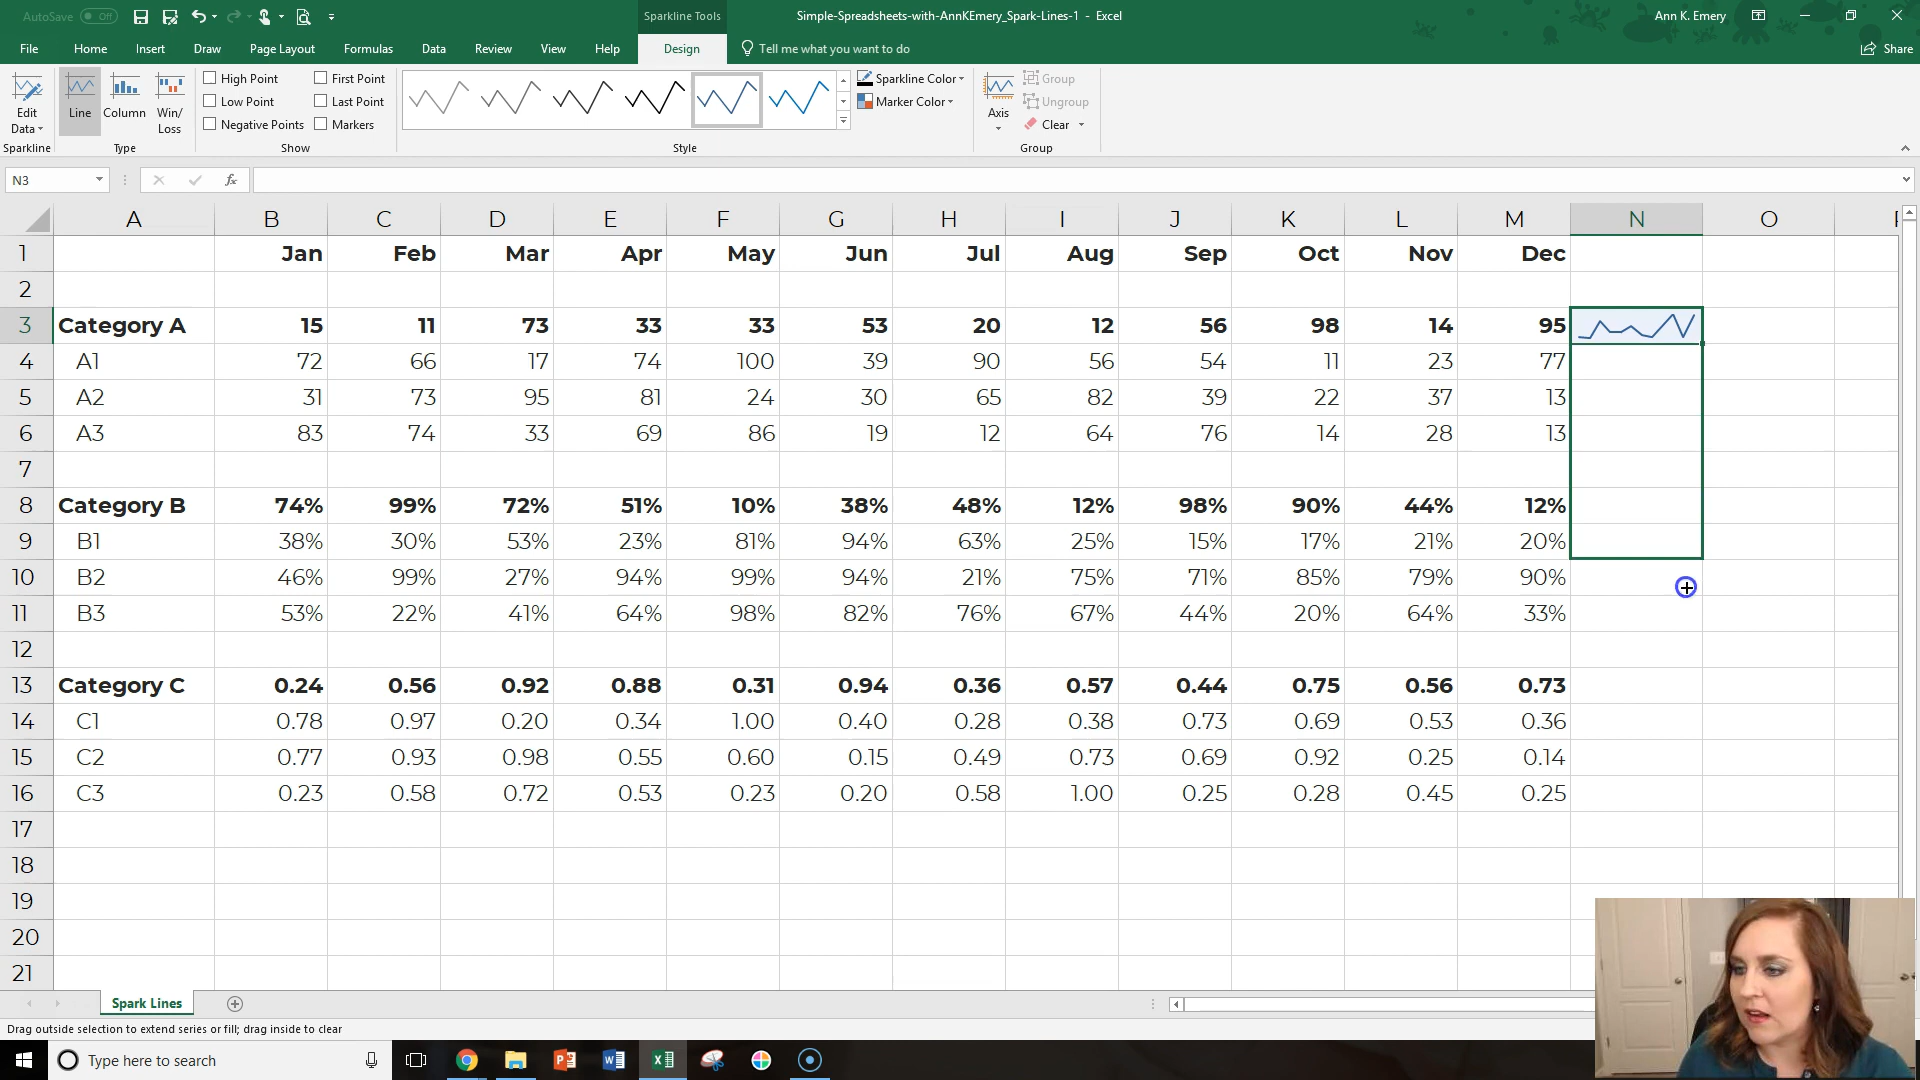 AutoSave Off Sparkline Tools Simple-Spreadsheets-with-AnnKEmery_Spark-Lines-1 - Excel Ann K. Emery
File Home Insert Draw Page Layout Formulas Data Review View Help Design Tell me what you want to do Share
Edit Data Line Column Win/ Loss
High Point First Point
Low Point Last Point
Negative Points Markers
Sparkline Color
Marker Color
Axis
Group
Ungroup
Clear
Sparkline Type Show Style Group
N3 fx
A B C D E F G H I J K L M N O
1 Jan Feb Mar Apr May Jun Jul Aug Sep Oct Nov Dec
2
3 Category A 15 11 73 33 33 53 20 12 56 98 14 95
4 A1 72 66 17 74 100 39 90 56 54 11 23 77
5 A2 31 73 95 81 24 30 65 82 39 22 37 13
6 A3 83 74 33 69 86 19 12 64 76 14 28 13
7
8 Category B 74% 99% 72% 51% 10% 38% 48% 12% 98% 90% 44% 12%
9 B1 38% 30% 53% 23% 81% 94% 63% 25% 15% 17% 21% 20%
10 B2 46% 99% 27% 94% 99% 94% 21% 75% 71% 85% 79% 90%
11 B3 53% 22% 41% 64% 98% 82% 76% 67% 44% 20% 64% 33%
12
13 Category C 0.24 0.56 0.92 0.88 0.31 0.94 0.36 0.57 0.44 0.75 0.56 0.73
14 C1 0.78 0.97 0.20 0.34 1.00 0.40 0.28 0.38 0.73 0.69 0.53 0.36
15 C2 0.77 0.93 0.98 0.55 0.60 0.15 0.49 0.73 0.69 0.92 0.25 0.14
16 C3 0.23 0.58 0.72 0.53 0.23 0.20 0.58 1.00 0.25 0.28 0.45 0.25
17
18
19
20
21
Spark Lines
Drag outside selection to extend series or fill; drag inside to clear
Type here to search